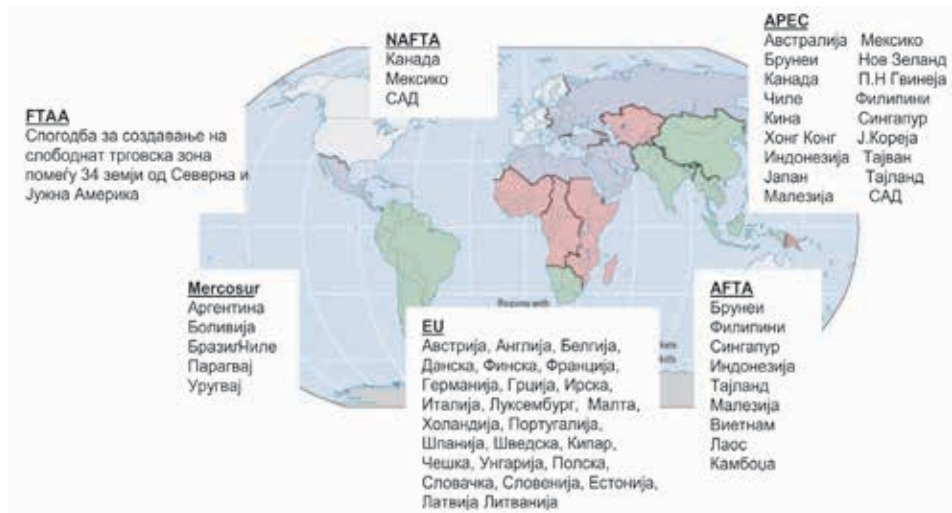 NAFTA
Канада
Мексико
САД
APEC
Австралија Мексико
Брунеи Нов Зеланд
Канада П.Н Гвинеја
Чиле Филипини
Кина Сингапур
Хонг Конг Ј.Кореја
Индонезија Тајван
Јапан Тајланд
Малезија САД
FTAA
Спогодба за создавање на
слободнат трговска зона
помеѓу 34 земји од Северна и
Јужна Америка
Mercosur
Аргентина
Боливија
Бразил Чиле
Парагвај
Уругвај
EU
Австрија, Англија, Белгија,
Данска, Финска, Франција,
Германија, Грција, Ирска,
Италија, Луксембург, Малта,
Холандија, Португалија,
Шпанија, Шведска, Кипар,
Чешка, Унгарија, Полска,
Словачка, Словенија, Естонија,
Латвија Литванија
AFTA
Брунеи
Филипини
Сингапур
Индонезија
Тајланд
Малезија
Виетнам
Лаос
Камбоџа